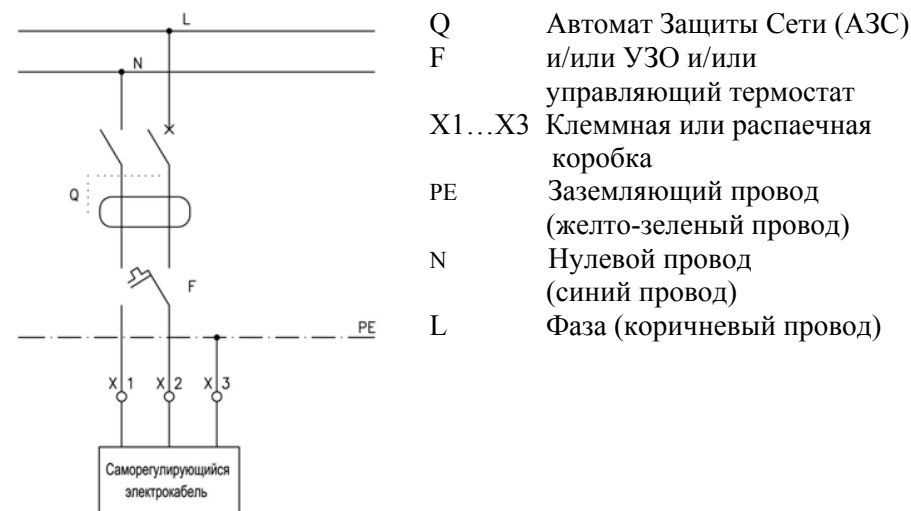 L
N
Q
F
PE
X 1 X 2 X 3
Саморегулирующийся
электрокабель
Q Автомат Защиты Сети (АЗС)
F и/или УЗО и/или
управляющий термостат
X1…X3 Клеммная или распаечная
коробка
PE Заземляющий провод
(желто-зеленый провод)
N Нулевой провод
(синий провод)
L Фаза (коричневый провод)